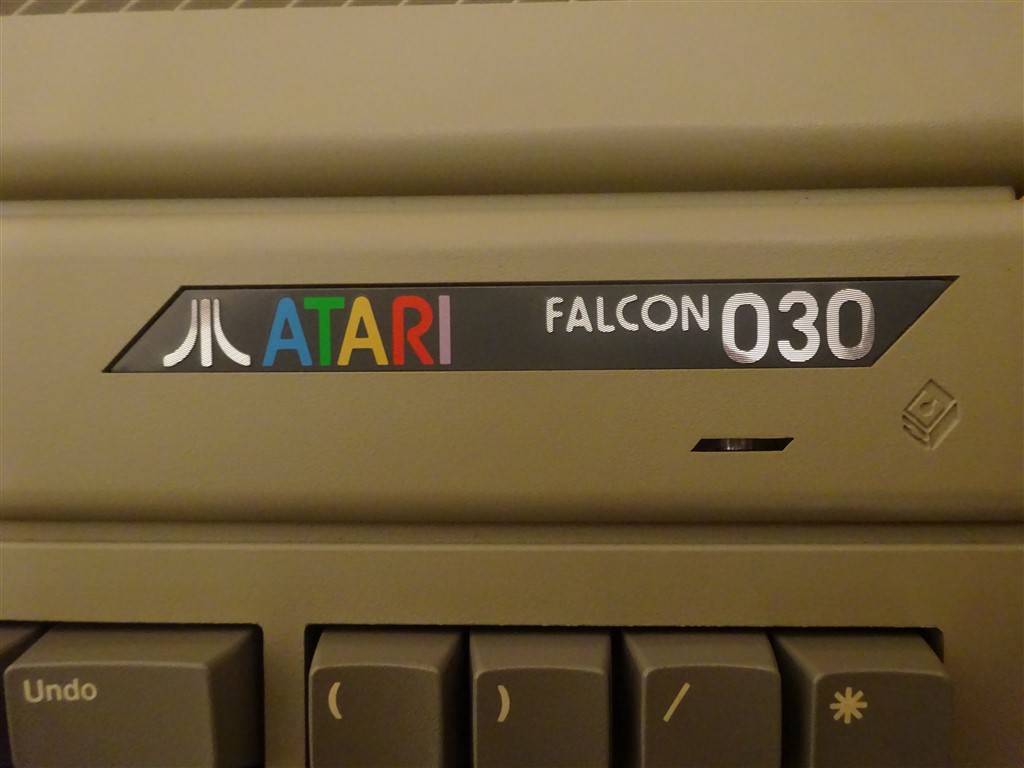 ATARI FALCON 030
Undo ( ) / *